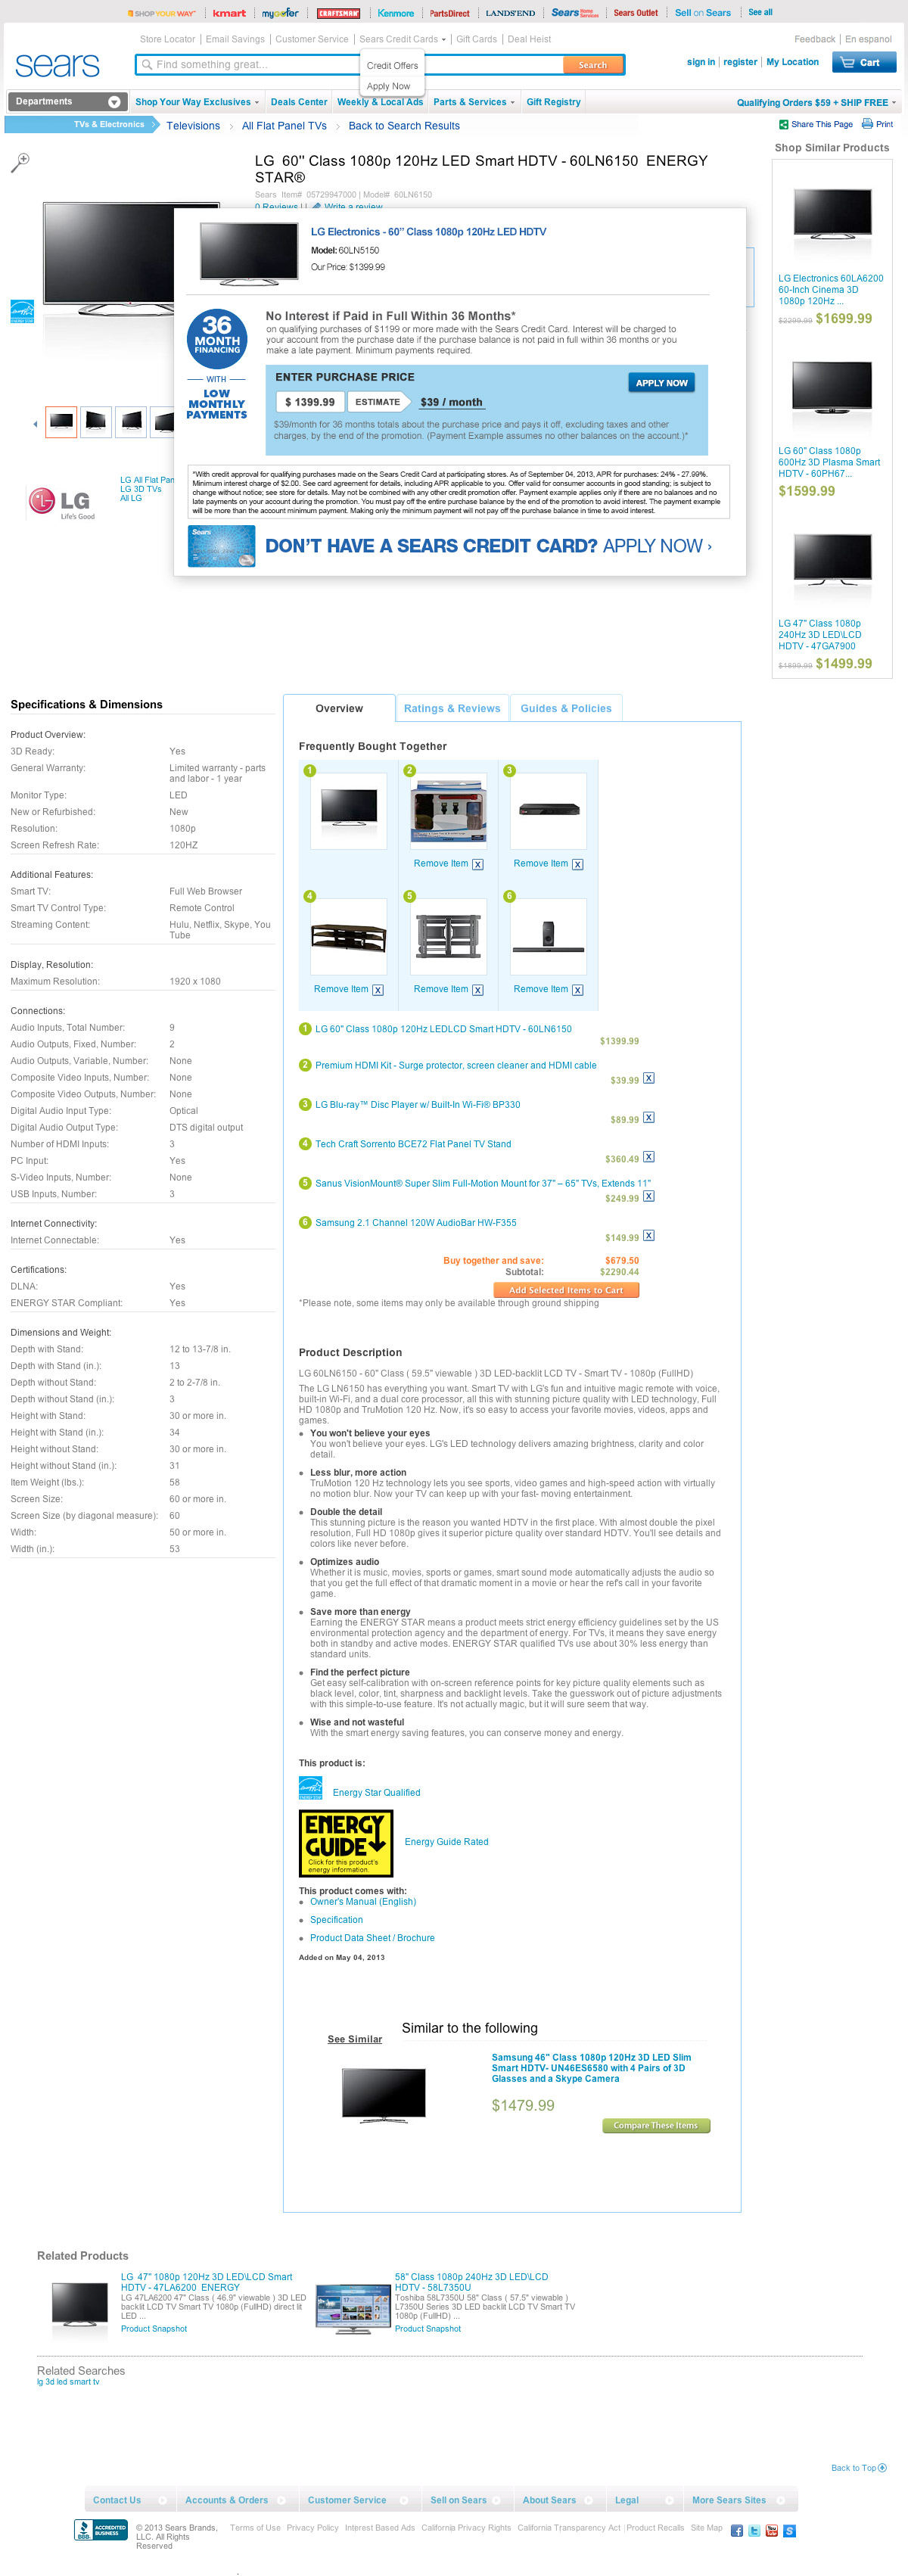 SHOP YOUR WAY
kmart
mygofer
CRAFTSMAN
Kenmore
PartsDirect
LANDS'END
Sears Home Services
Sears Outlet
Sell on Sears
See all
Store Locator
Email Savings
Customer Service
Sears Credit Cards
Gift Cards
Deal Heist
Feedback
En espanol
sears
Find something great...
Search
Credit Offers
Apply Now
sign in
register
My Location
Cart
Departments
Shop Your Way Exclusives
Deals Center
Weekly & Local Ads
Parts & Services
Gift Registry
Qualifying Orders $59 + SHIP FREE
TVs & Electronics
Televisions
All Flat Panel TVs
Back to Search Results
Share This Page
Print
LG 60" Class 1080p 120Hz LED Smart HDTV - 60LN6150 ENERGY
STAR®
Sears Item# 05729947000 | Model# 60LN6150
0 Reviews | | Write a review
LG Electronics - 60" Class 1080p 120Hz LED HDTV
Model: 60LN5150
Our Price: $1399.99
36
MONTH
FINANCING
WITH
LOW
MONTHLY
PAYMENTS
No Interest if Paid in Full Within 36 Months*
on qualifying purchases of $1199 or more made with the Sears Credit Card. Interest will be charged to
your account from the purchase date if the purchase balance is not paid in full within 36 months or you
make a late payment. Minimum payments required.
ENTER PURCHASE PRICE
APPLY NOW
$ 1399.99
ESTIMATE
$39 / month
$39/month for 36 months totals the purchase price and pays it off, excluding taxes and other
charges, by the end of the promotion. (Payment Example assumes no other balances on the account.)*
*With credit approval for qualifying purchases made on the Sears Card at participating stores. As of September 04, 2013, APR for purchases: 24% - 27.99%.
Minimum interest charge of $2.00. See card agreement for details, including APR applicable to you. Offer valid for consumer accounts in good standing; is subject to
change without notice; see store for details. May not be combined with any other credit promotion offer. Payment example applies only if there is no balance and no late
payments on your account during the promotion. You must pay off the entire purchase balance by the end of the promotion to avoid interest. The payment example
will be more than the account minimum payment. Making only the minimum payment will not pay off the purchase balance in time to avoid interest.
Sears
DON'T HAVE A SEARS CREDIT CARD? APPLY NOW ›
LG
Life's Good
LG All Flat Pan
LG 3D TVs
All LG
Shop Similar Products
LG Electronics 60LA6200
60-Inch Cinema 3D
1080p 120Hz ...
$2299.99 $1699.99
LG 60" Class 1080p
600Hz 3D Plasma Smart
HDTV - 60PH67...
$1599.99
LG 47" Class 1080p
240Hz 3D LED\LCD
HDTV - 47GA7900
$1899.99 $1499.99
Specifications & Dimensions
Product Overview:
3D Ready: Yes
General Warranty: Limited warranty - parts
and labor - 1 year
Monitor Type: LED
New or Refurbished: New
Resolution: 1080p
Screen Refresh Rate: 120HZ
Additional Features:
Smart TV: Full Web Browser
Smart TV Control Type: Remote Control
Streaming Content: Hulu, Netflix, Skype, You
Tube
Display, Resolution:
Maximum Resolution: 1920 x 1080
Connections:
Audio Inputs, Total Number: 9
Audio Outputs, Fixed, Number: 2
Audio Outputs, Variable, Number: None
Composite Video Inputs, Number: None
Composite Video Outputs, Number: None
Digital Audio Input Type: Optical
Digital Audio Output Type: DTS digital output
Number of HDMI Inputs: 3
PC Input: Yes
S-Video Inputs, Number: None
USB Inputs, Number: 3
Internet Connectivity:
Internet Connectable: Yes
Certifications:
DLNA: Yes
ENERGY STAR Compliant: Yes
Dimensions and Weight:
Depth with Stand: 12 to 13-7/8 in.
Depth with Stand (in.): 13
Depth without Stand: 2 to 2-7/8 in.
Depth without Stand (in.): 3
Height with Stand: 30 or more in.
Height with Stand (in.): 34
Height without Stand: 30 or more in.
Height without Stand (in.): 31
Item Weight (lbs.): 58
Screen Size: 60 or more in.
Screen Size (by diagonal measure): 60
Width: 50 or more in.
Width (in.): 53
Overview
Ratings & Reviews
Guides & Policies
Frequently Bought Together
1
2
3
Remove Item X
Remove Item X
4
5
6
Remove Item X
Remove Item X
Remove Item X
1 LG 60" Class 1080p 120Hz LEDLCD Smart HDTV - 60LN6150
$1399.99
2 Premium HDMI Kit - Surge protector, screen cleaner and HDMI cable
$39.99 X
3 LG Blu-ray™ Disc Player w/ Built-In Wi-Fi® BP330
$89.99 X
4 Tech Craft Sorrento BCE72 Flat Panel TV Stand
$360.49 X
5 Sanus VisionMount® Super Slim Full-Motion Mount for 37" – 65" TVs, Extends 11"
$249.99 X
6 Samsung 2.1 Channel 120W AudioBar HW-F355
$149.99 X
Buy together and save: $679.50
Subtotal: $2290.44
Add Selected Items to Cart
*Please note, some items may only be available through ground shipping
Product Description
LG 60LN6150 - 60" Class ( 59.5" viewable ) 3D LED-backlit LCD TV - Smart TV - 1080p (FullHD)
The LG LN6150 has everything you want. Smart TV with LG's fun and intuitive magic remote with voice,
built-in Wi-Fi, and a dual core processor, all this with stunning picture quality with LED technology, Full
HD 1080p and TruMotion 120 Hz. Now, it's so easy to access your favorite movies, videos, apps and
games.
You won't believe your eyes
You won't believe your eyes. LG's LED technology delivers amazing brightness, clarity and color
detail.
Less blur, more action
TruMotion 120 Hz technology lets you see sports, video games and high-speed action with virtually
no motion blur. Now your TV can keep up with your fast- moving entertainment.
Double the detail
This stunning picture is the reason you wanted HDTV in the first place. With almost double the pixel
resolution, Full HD 1080p gives it superior picture quality over standard HDTV. You'll see details and
colors like never before.
Optimizes audio
Whether it is music, movies, sports or games, smart sound mode automatically adjusts the audio so
that you get the full effect of that dramatic moment in a movie or hear the ref's call in your favorite
game.
Save more than energy
Earning the ENERGY STAR means a product meets strict energy efficiency guidelines set by the US
environmental protection agency and the department of energy. For TVs, it means they save energy
both in standby and active modes. ENERGY STAR qualified TVs use about 30% less energy than
standard units.
Find the perfect picture
Get easy self-calibration with on-screen reference points for key picture quality elements such as
black level, color, tint, sharpness and backlight levels. Take the guesswork out of picture adjustments
with this simple-to-use feature. It's not actually magic, but it will sure seem that way.
Wise and not wasteful
With the smart energy saving features, you can conserve money and energy.
This product is:
Energy Star Qualified
ENERGY
GUIDE
Click for this product's
energy information.
Energy Guide Rated
This product comes with:
Owner's Manual (English)
Specification
Product Data Sheet / Brochure
Added on May 04, 2013
See Similar
Similar to the following
Samsung 46" Class 1080p 120Hz 3D LED Slim
Smart HDTV- UN46ES6580 with 4 Pairs of 3D
Glasses and a Skype Camera
$1479.99
Compare These Items
Related Products
LG 47" 1080p 120Hz 3D LED\LCD Smart
HDTV - 47LA6200 ENERGY
LG 47LA6200 47" Class ( 46.9" viewable ) 3D LED
backlit LCD TV Smart TV 1080p (FullHD) direct lit
LED ...
Product Snapshot
58" Class 1080p 240Hz 3D LED\LCD
HDTV - 58L7350U
Toshiba 58L7350U 58" Class ( 57.5" viewable )
L7350U Series 3D LED backlit LCD TV Smart TV
1080p (FullHD) ...
Product Snapshot
Related Searches
lg 3d led smart tv
Back to Top
Contact Us
Accounts & Orders
Customer Service
Sell on Sears
About Sears
Legal
More Sears Sites
BBB
ACCREDITED
BUSINESS
© 2013 Sears Brands,
LLC. All Rights
Reserved
Terms of Use
Privacy Policy
Interest Based Ads
California Privacy Rights
California Transparency Act
Product Recalls
Site Map